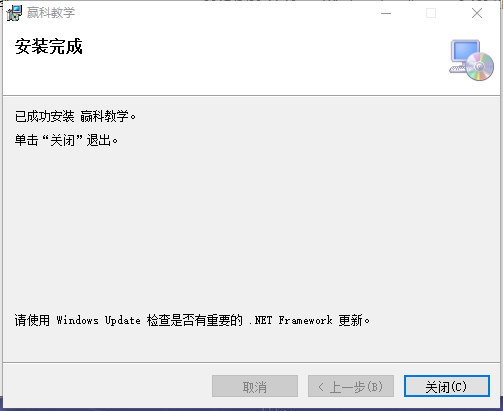 赢科教学
安装完成
已成功安装 赢科教学。
单击“关闭”退出。
请使用 Windows Update 检查是否有重要的 .NET Framework 更新。
取消
< 上一步(B)
关闭(C)